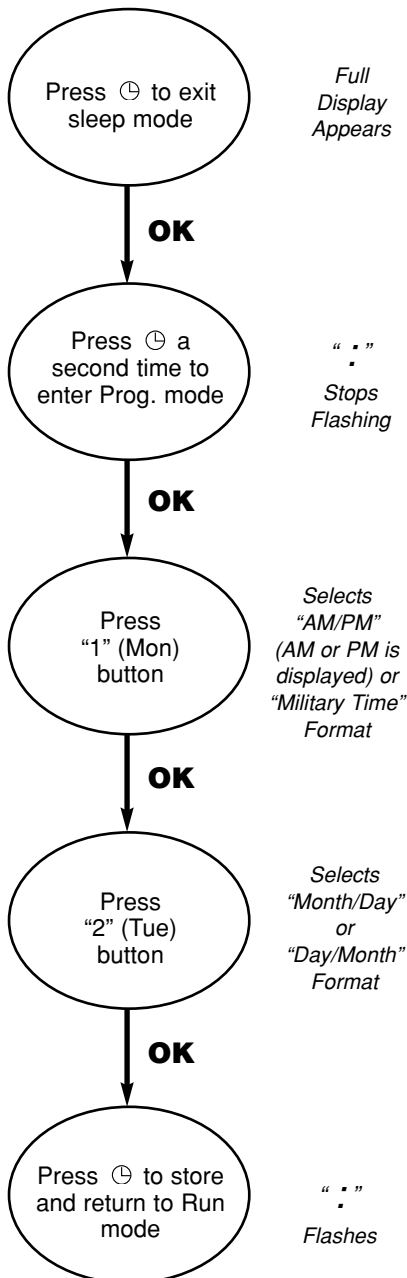 Press 🕒 to exit
sleep mode
Full
Display
Appears
OK
Press 🕒 a
second time to
enter Prog. mode
“ : ”
Stops
Flashing
OK
Press
“1” (Mon)
button
Selects
“AM/PM”
(AM or PM is
displayed) or
“Military Time”
Format
OK
Press
“2” (Tue)
button
Selects
“Month/Day”
or
“Day/Month”
Format
OK
Press 🕒 to store
and return to Run
mode
“ : ”
Flashes